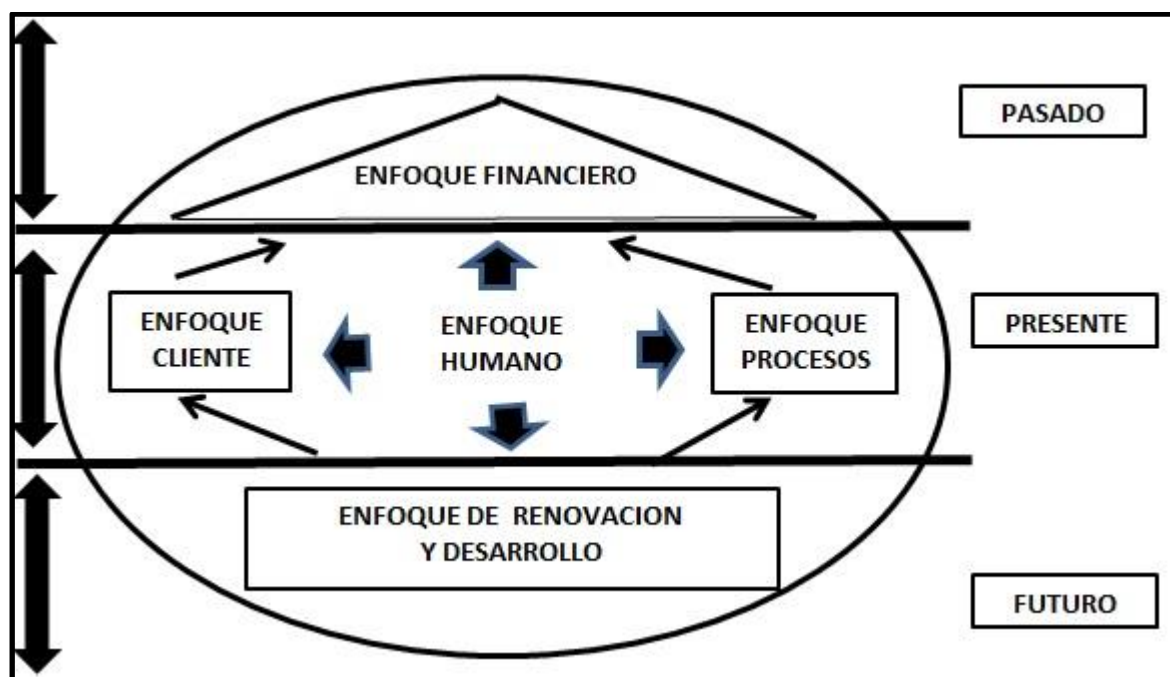 PASADO
ENFOQUE FINANCIERO
ENFOQUE
CLIENTE
ENFOQUE
HUMANO
ENFOQUE
PROCESOS
PRESENTE
ENFOQUE DE RENOVACION
Y DESARROLLO
FUTURO